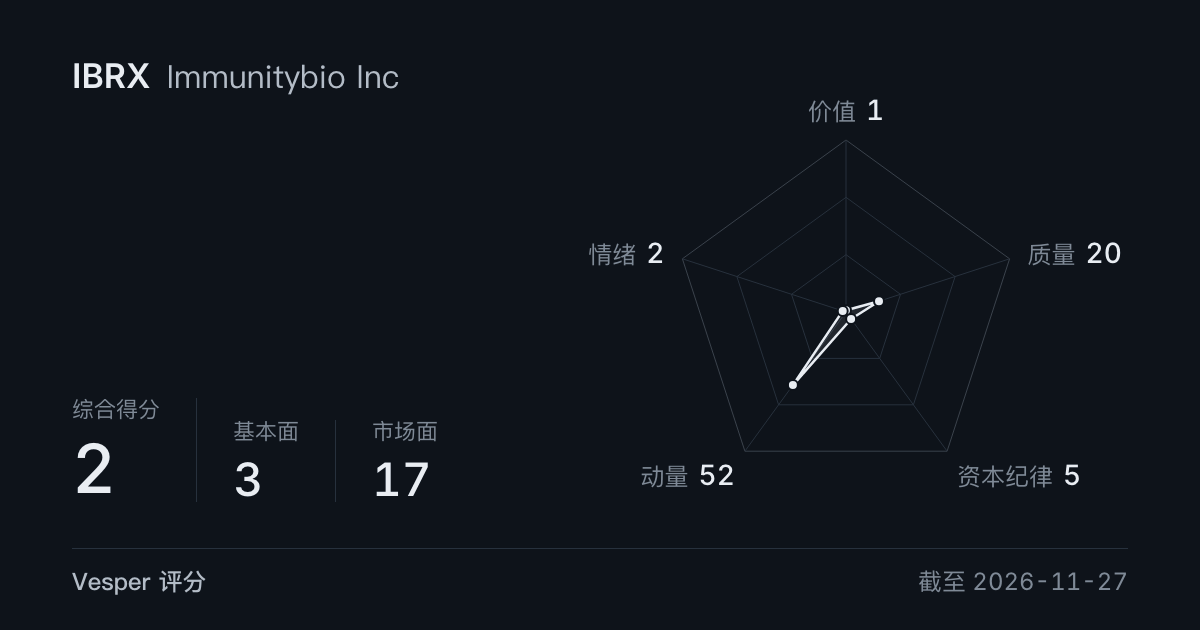 IBRX Immunitybio Inc
价值 1
情绪 2
质量 20
动量 52
资本纪律 5
综合得分
2
基本面
3
市场面
17
Vesper 评分
截至 2026-11-27